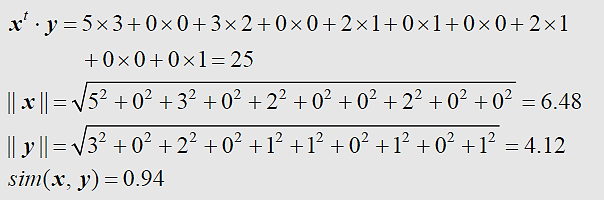 xᵗ · y = 5×3+0×0+3×2+0×0+2×1+0×1+0×0+2×1
+0×0+0×1 = 25
|| x || = √(5² + 0² + 3² + 0² + 2² + 0² + 0² + 2² + 0² + 0²) = 6.48
|| y || = √(3² + 0² + 2² + 0² + 1² + 1² + 0² + 1² + 0² + 1²) = 4.12
sim(x, y) = 0.94